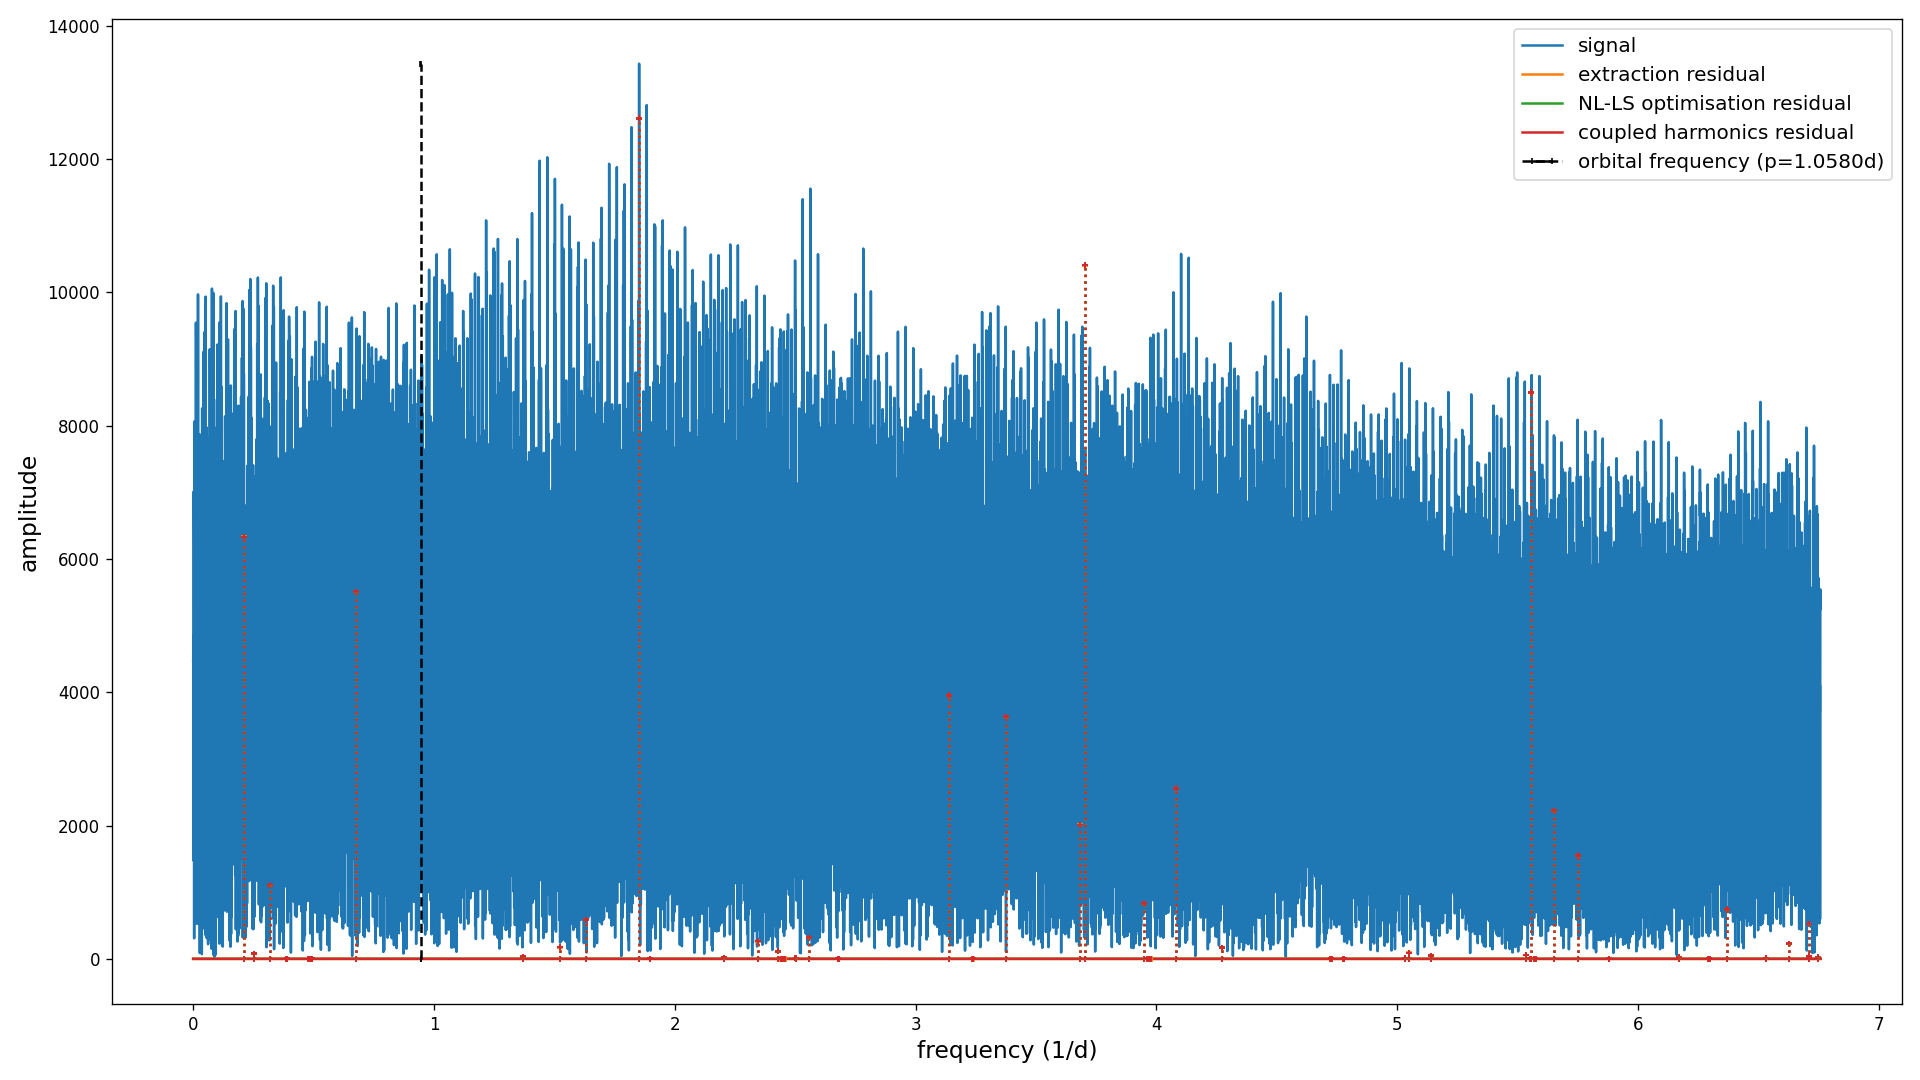 14000
12000
10000
8000
6000
4000
2000
0
amplitude
0 1 2 3 4 5 6 7
frequency (1/d)
signal
extraction residual
NL-LS optimisation residual
coupled harmonics residual
orbital frequency (p=1.0580d)